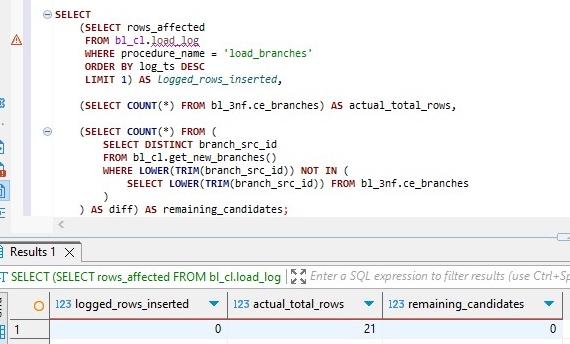 SELECT
(SELECT rows_affected
FROM bl_cl.load_log
WHERE procedure_name = 'load_branches'
ORDER BY log_ts DESC
LIMIT 1) AS Logged_rows_inserted,
(SELECT COUNT(*) FROM bl_3nf.ce_branches) AS actual_total_rows,
(SELECT COUNT(*) FROM (
SELECT DISTINCT branch_src_id
FROM bl_cl.get_new_branches()
WHERE LOWER(TRIM(branch_src_id)) NOT IN (
SELECT LOWER(TRIM(branch_src_id)) FROM bl_3nf.ce_branches
)
) AS diff) AS remaining_candidates;
Results 1
SELECT (SELECT rows_affected FROM bl_cl.load_log
Enter a SQL expression to filter results (use Ctrl+Sp
123 logged_rows_inserted 123 actual_total_rows 123 remaining_candidates
1 0 21 0